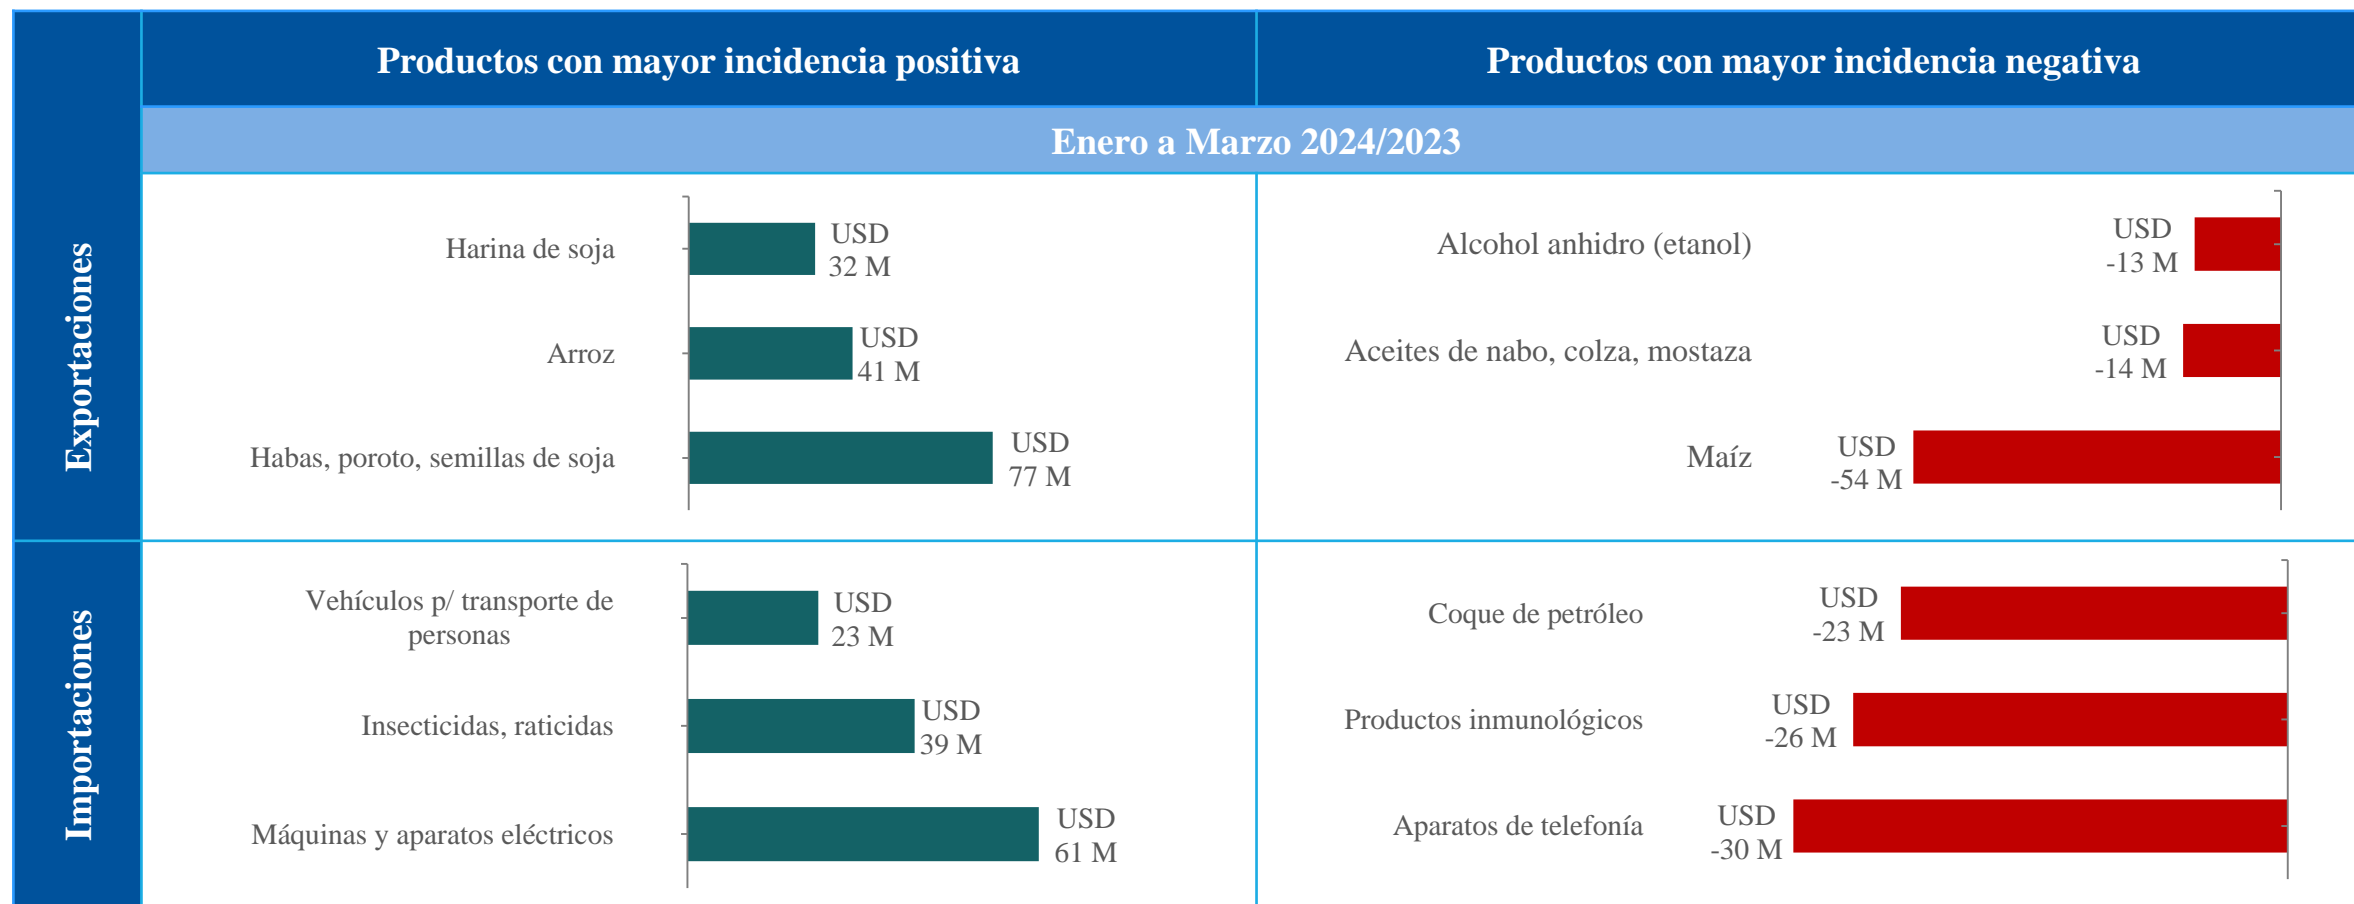 Productos con mayor incidencia positiva
Productos con mayor incidencia negativa
Enero a Marzo 2024/2023
Exportaciones
Harina de soja
USD
32 M
Arroz
USD
41 M
Habas, poroto, semillas de soja
USD
77 M
Alcohol anhidro (etanol)
USD
-13 M
Aceites de nabo, colza, mostaza
USD
-14 M
Maíz
USD
-54 M
Importaciones
Vehículos p/ transporte de
personas
USD
23 M
Insecticidas, raticidas
USD
39 M
Máquinas y aparatos eléctricos
USD
61 M
Coque de petróleo
USD
-23 M
Productos inmunológicos
USD
-26 M
Aparatos de telefonía
USD
-30 M